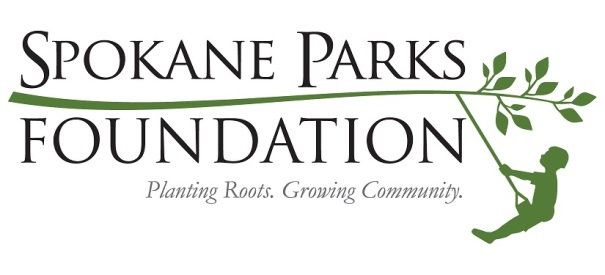 SPOKANE PARKS
FOUNDATION
Planting Roots. Growing Community.